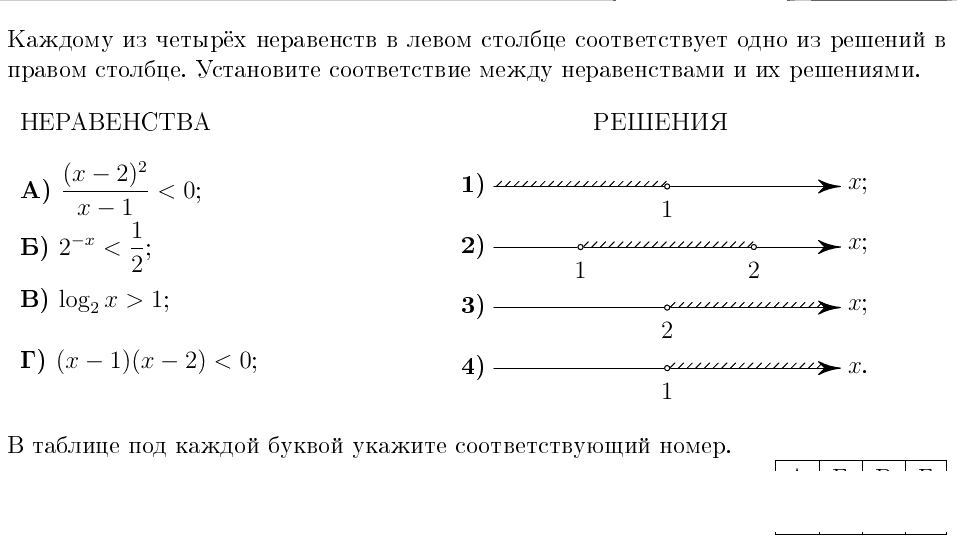 Каждому из четырёх неравенств в левом столбце соответствует одно из решений в
правом столбце. Установите соответствие между неравенствами и их решениями.
НЕРАВЕНСТВА
А) (x − 2)²/(x − 1) < 0;
Б) 2⁻ˣ < 1/2;
В) log₂ x > 1;
Г) (x − 1)(x − 2) < 0;
РЕШЕНИЯ
1) x;
1
2) x;
1 2
3) x;
2
4) x.
1
В таблице под каждой буквой укажите соответствующий номер.